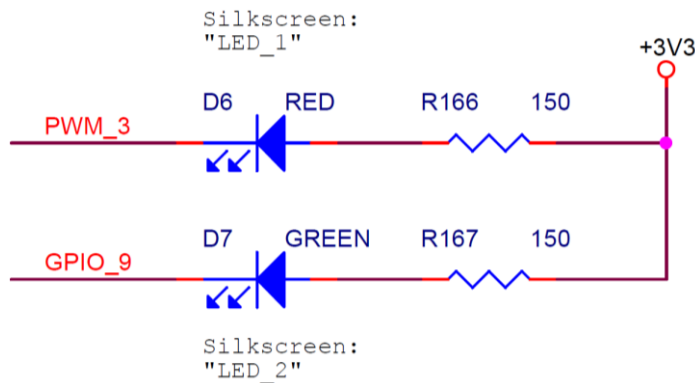 Silkscreen:
"LED_1"
+3V3
D6 RED R166 150
PWM_3
D7 GREEN R167 150
GPIO_9
Silkscreen:
"LED_2"